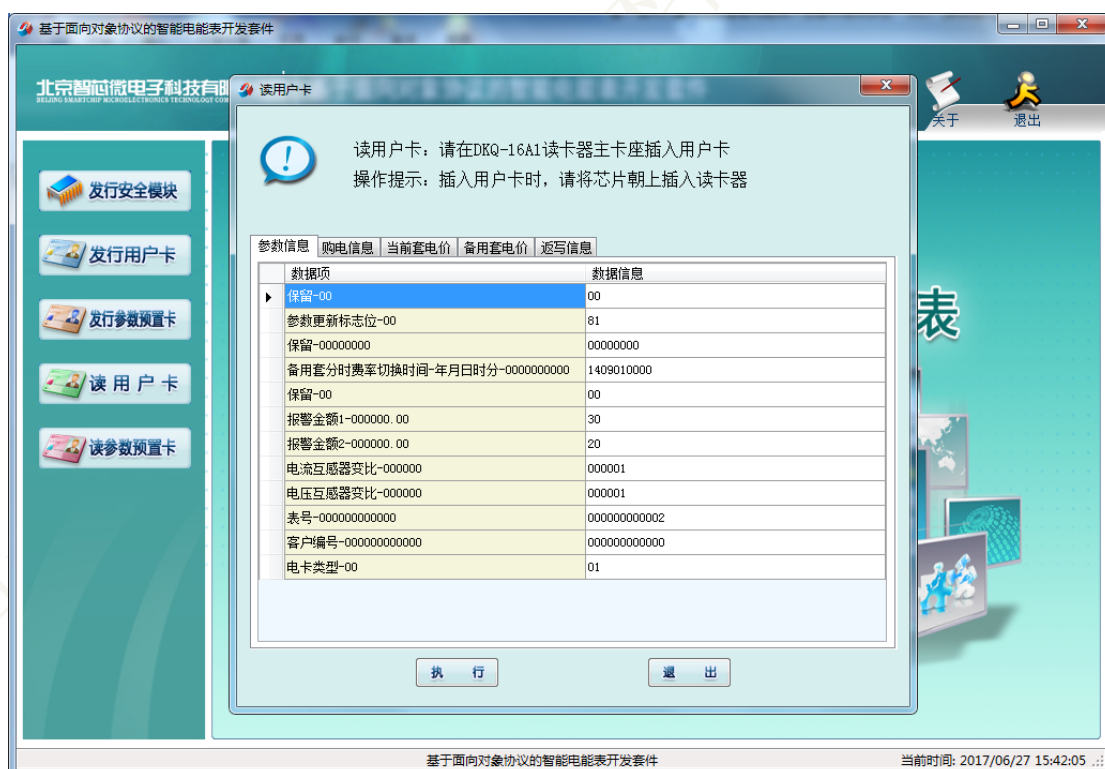 基于面向对象协议的智能电能表开发套件
北京智芯微电子科技有限
BEIJING SMARTCHIP MICROELECTRONICS TECHNOLOGY COM
关于
退出
发行安全模块
发行用户卡
发行参数预置卡
读用户卡
读参数预置卡
读用户卡
读用户卡：请在DKQ-16A1读卡器主卡座插入用户卡
操作提示：插入用户卡时，请将芯片朝上插入读卡器
参数信息 购电信息 当前套电价 备用套电价 返写信息
数据项 数据信息
保留-00 00
参数更新标志位-00 81
保留-00000000 00000000
备用套分时费率切换时间-年月日时分-0000000000 1409010000
保留-00 00
报警金额1-000000.00 30
报警金额2-000000.00 20
电流互感器变比-000000 000001
电压互感器变比-000000 000001
表号-000000000000 000000000002
客户编号-000000000000 000000000000
电卡类型-00 01
执 行 退 出
表
基于面向对象协议的智能电能表开发套件 当前时间: 2017/06/27 15:42:05